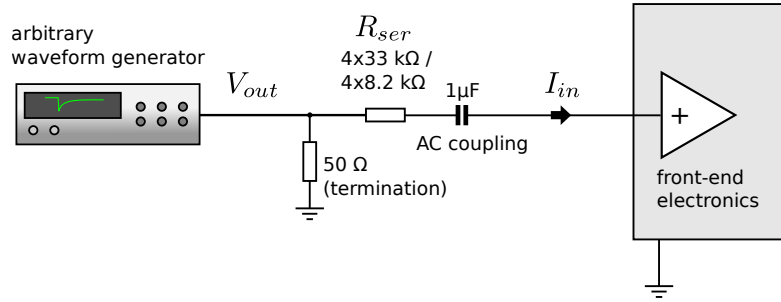 arbitrary
waveform generator
V_out
R_ser
4x33 kΩ /
4x8.2 kΩ
1µF
I_in
AC coupling
50 Ω
(termination)
+
front-end
electronics